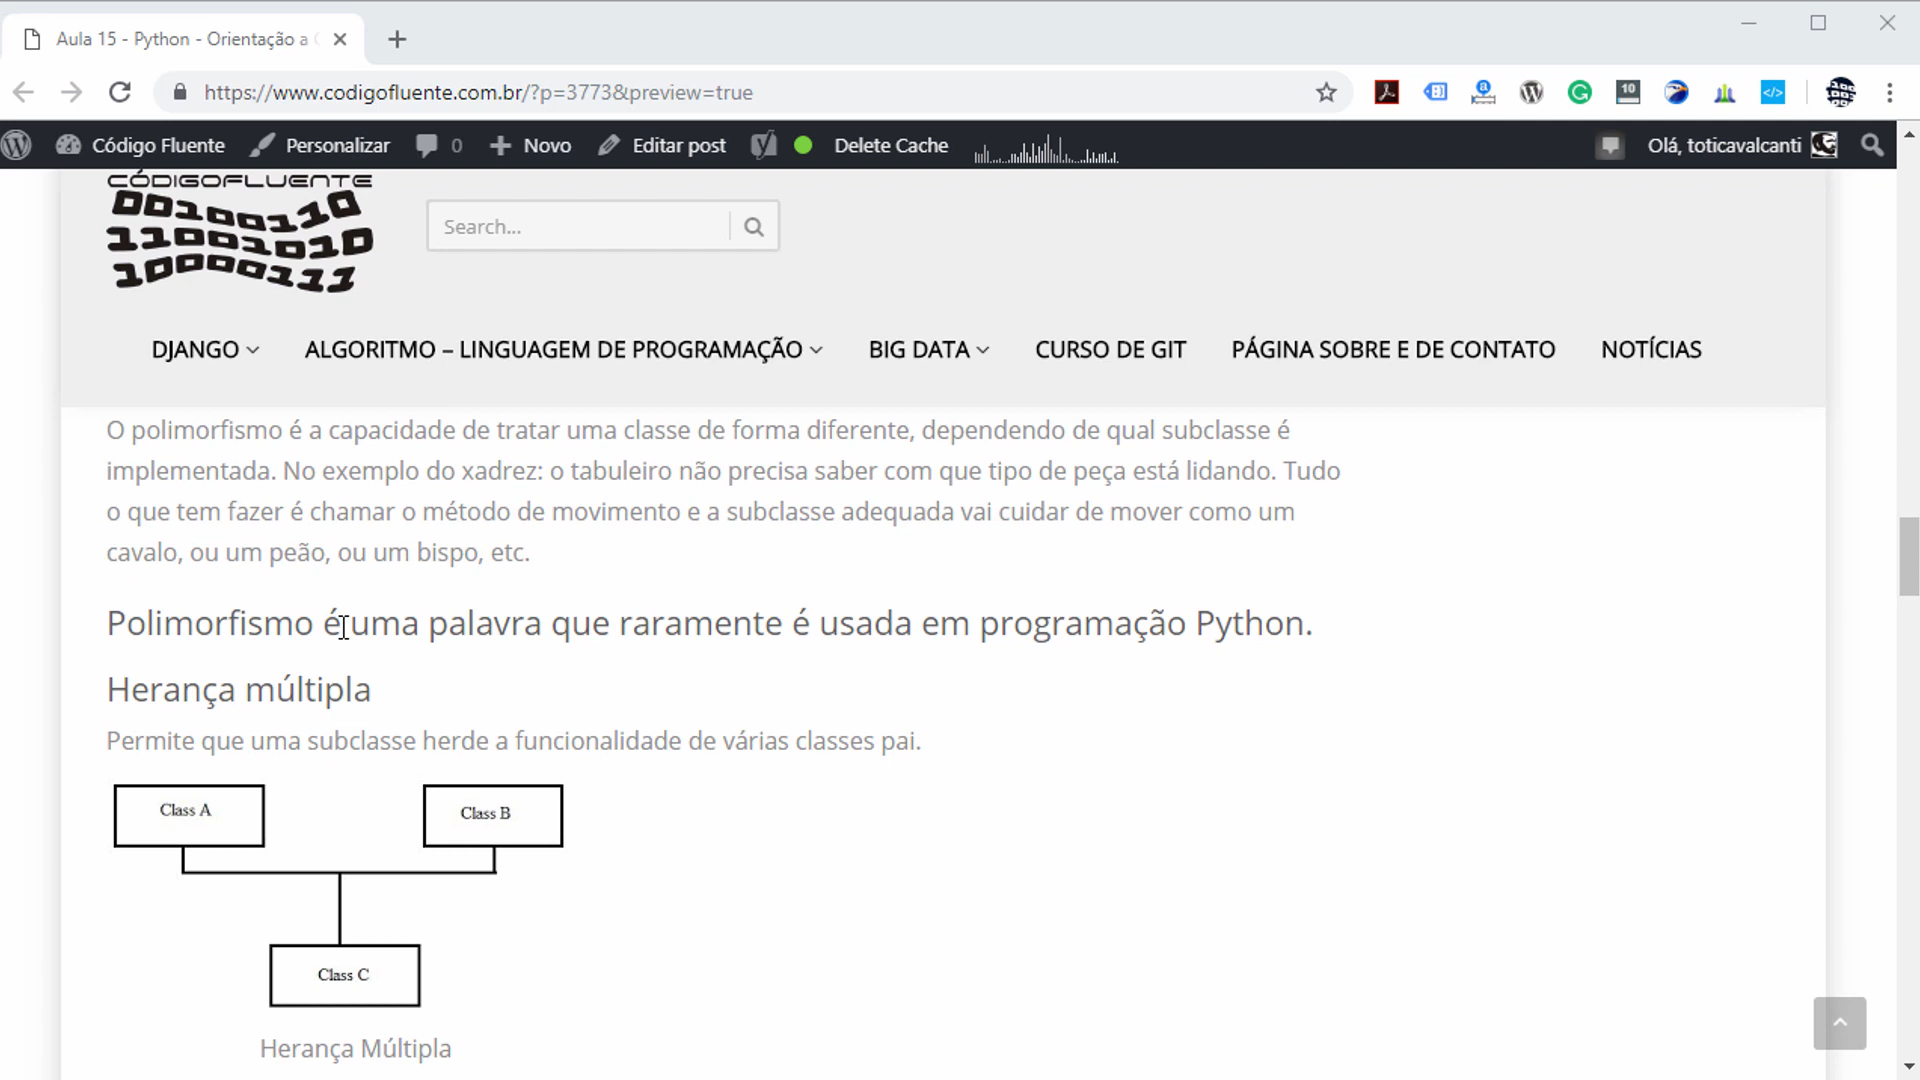 Aula 15 - Python - Orientação a
https://www.codigofluente.com.br/?p=3773&preview=true
10
Código Fluente
Personalizar
0
Novo
Editar post
Delete Cache
Olá, toticavalcanti
CÓDIGOFLUENTE
00100110
11001010
10000111
Search...
DJANGO
ALGORITMO – LINGUAGEM DE PROGRAMAÇÃO
BIG DATA
CURSO DE GIT
PÁGINA SOBRE E DE CONTATO
NOTÍCIAS
O polimorfismo é a capacidade de tratar uma classe de forma diferente, dependendo de qual subclasse é
implementada. No exemplo do xadrez: o tabuleiro não precisa saber com que tipo de peça está lidando. Tudo
o que tem fazer é chamar o método de movimento e a subclasse adequada vai cuidar de mover como um
cavalo, ou um peão, ou um bispo, etc.
Polimorfismo é uma palavra que raramente é usada em programação Python.
Herança múltipla
Permite que uma subclasse herde a funcionalidade de várias classes pai.
Class A
Class B
Class C
Herança Múltipla